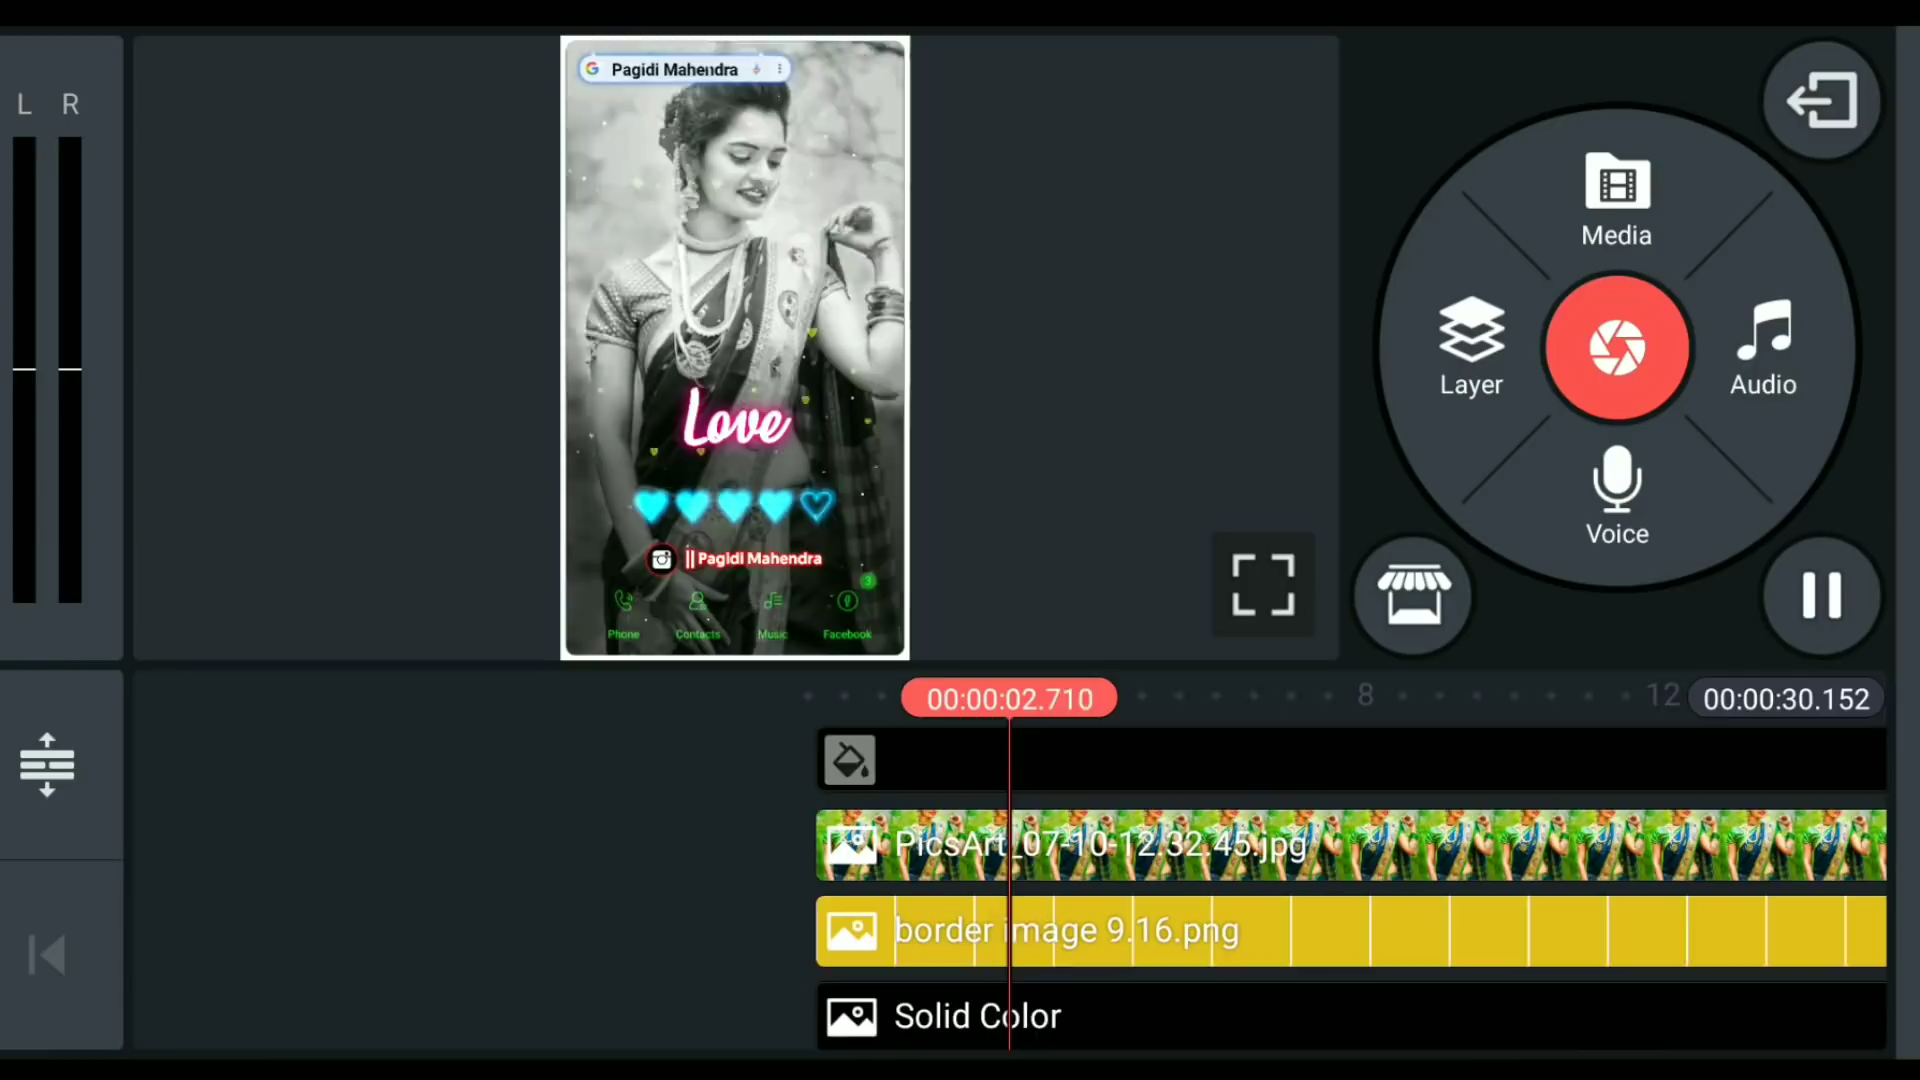 L R
Pagidi Mahendra
Love
|| Pagidi Mahendra
3
Phone Contacts Music Facebook
Media
Layer
Audio
Voice
00:00:02.710
8
12
00:00:30.152
PicsArt_07-10-12.32.45.jpg
border image 9.16.png
Solid Color